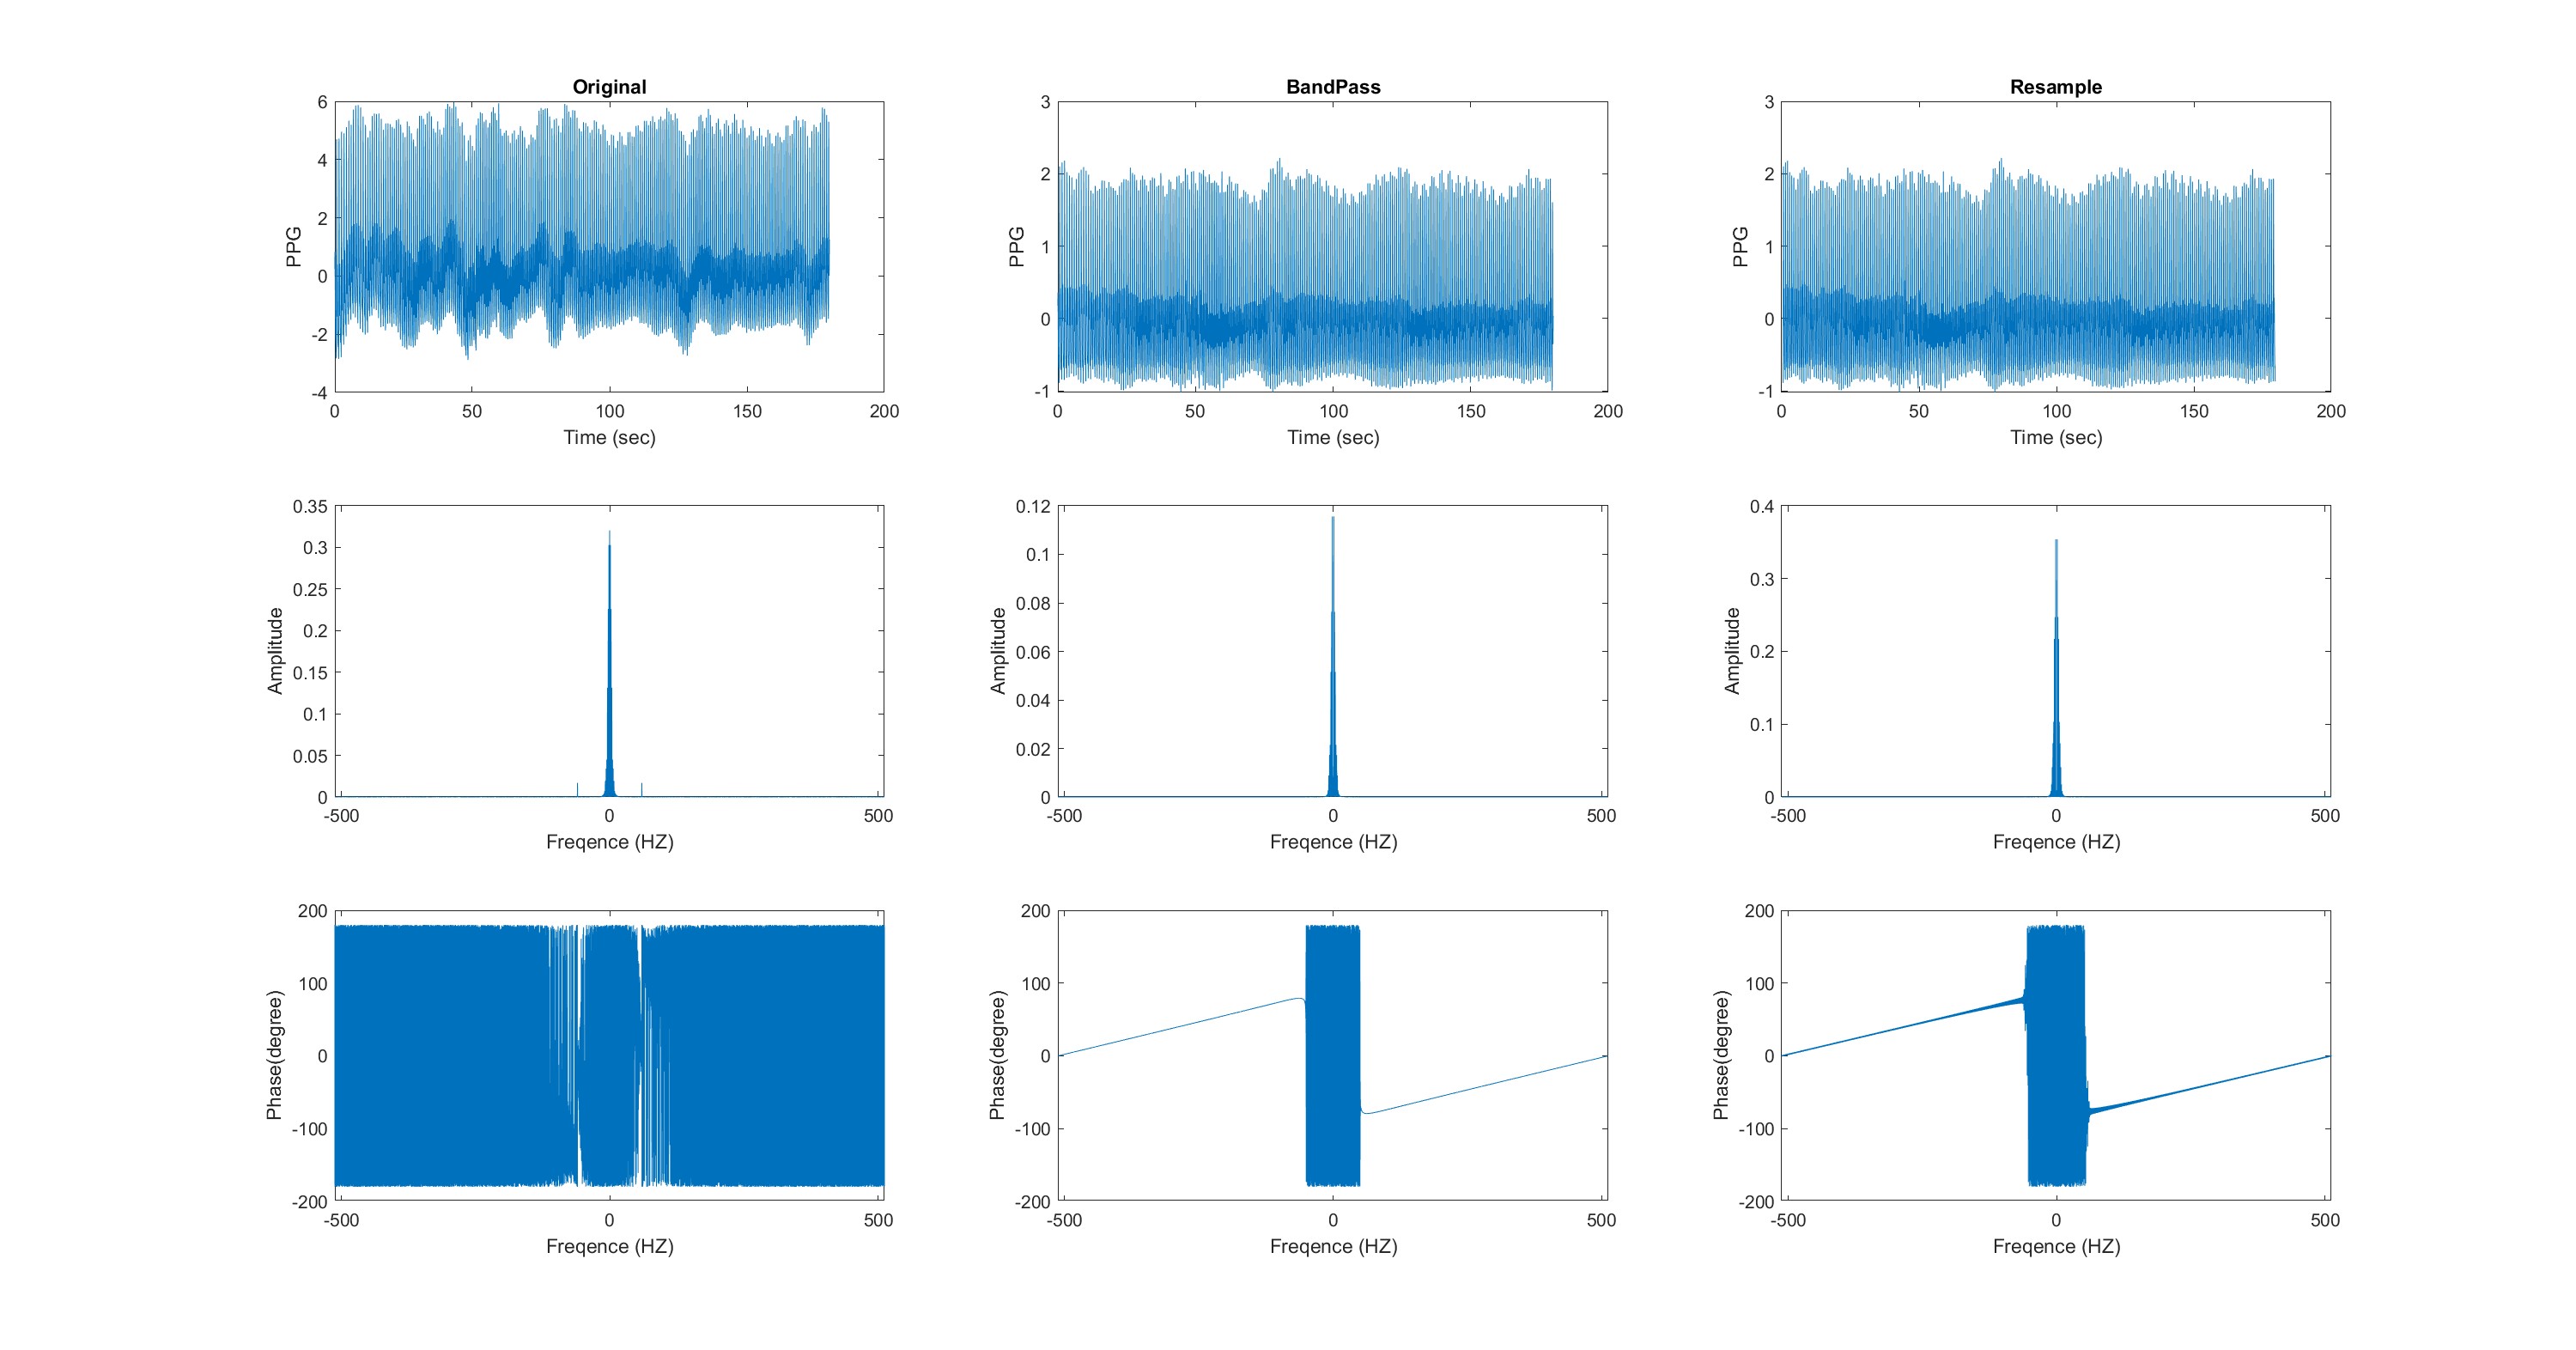 Original
6
4
2
0
-2
-4
PPG
0 50 100 150 200
Time (sec)
BandPass
3
2
1
0
-1
PPG
0 50 100 150 200
Time (sec)
Resample
3
2
1
0
-1
PPG
0 50 100 150 200
Time (sec)
0.35
0.3
0.25
0.2
0.15
0.1
0.05
0
Amplitude
-500 0 500
Freqence (HZ)
0.12
0.1
0.08
0.06
0.04
0.02
0
Amplitude
-500 0 500
Freqence (HZ)
0.4
0.3
0.2
0.1
0
Amplitude
-500 0 500
Freqence (HZ)
200
100
0
-100
-200
Phase(degree)
-500 0 500
Freqence (HZ)
200
100
0
-100
-200
Phase(degree)
-500 0 500
Freqence (HZ)
200
100
0
-100
-200
Phase(degree)
-500 0 500
Freqence (HZ)